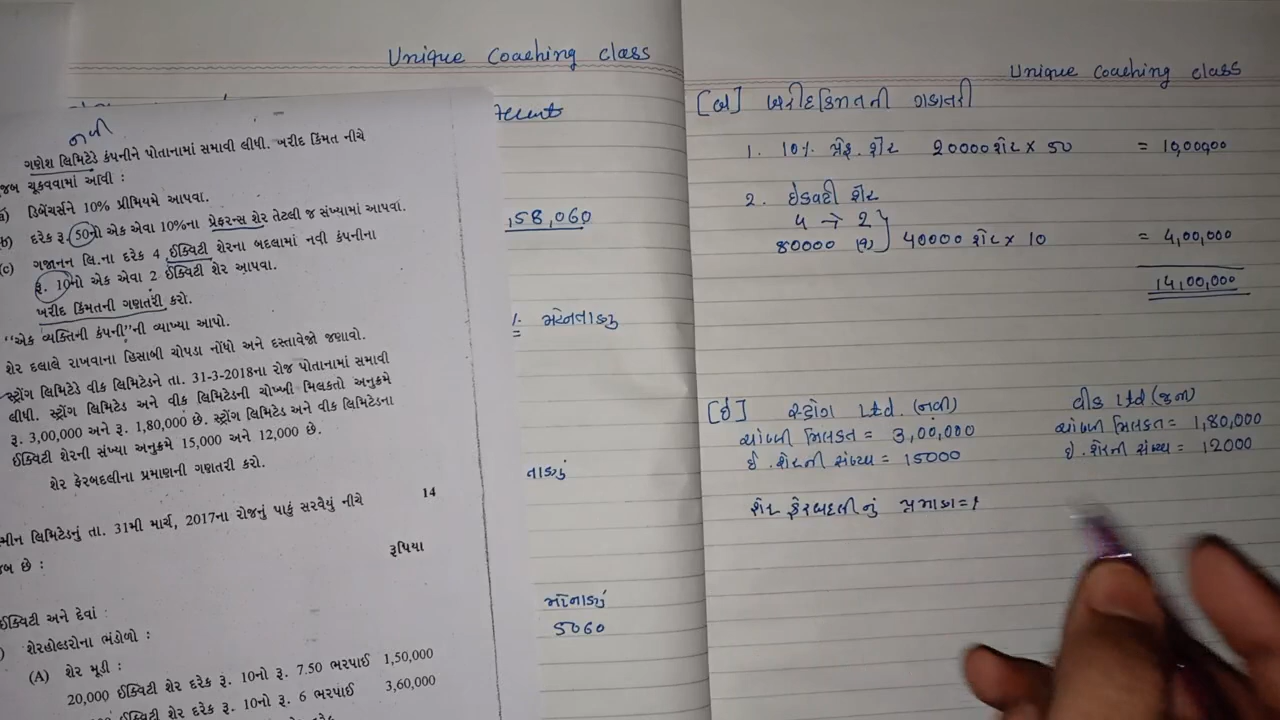 Unique Coaching class
નવી
ગણેશ લિમિટેડે કંપનીને પોતાનામાં સમાવી લીધી. ખરીદ કિંમત નીચે
જબ ચૂકવવામાં આવી :
a) ડિબેંચર્સને 10% પ્રીમિયમે આપવા.
(b) દરેક રૂ. 50નો એક એવા 10%ના પ્રેફરન્સ શેર તેટલી જ સંખ્યામાં આપવા.
(c) ગજાનન લિ.ના દરેક 4 ઈક્વિટી શેરના બદલામાં નવી કંપનીના
રૂ. 10નો એક એવા 2 ઈક્વિટી શેર આપવા.
ખરીદ કિંમતની ગણતરી કરો.
“એક વ્યક્તિની કંપની”ની વ્યાખ્યા આપો.
શેર દલાલે રાખવાના હિસાબી ચોપડા નોંધો અને દસ્તાવેજો જણાવો.
સ્ટ્રોંગ લિમિટેડે વીક લિમિટેડને તા. 31-3-2018ના રોજ પોતાનામાં સમાવી
લીધી. સ્ટ્રોંગ લિમિટેડ અને વીક લિમિટેડની ચોખ્ખી મિલકતો અનુક્રમે
રૂ. 3,00,000 અને રૂ. 1,80,000 છે. સ્ટ્રોંગ લિમિટેડ અને વીક લિમિટેડના
ઈક્વિટી શેરની સંખ્યા અનુક્રમે 15,000 અને 12,000 છે.
શેર ફેરબદલીના પ્રમાણની ગણતરી કરો.
14
મીન લિમિટેડનું તા. 31મી માર્ચ, 2017ના રોજનું પાકું સરવૈયું નીચે
જબ છે :
રૂપિયા
ઈક્વિટી અને દેવાં :
) શેરહોલ્ડરોના ભંડોળો :
(A) શેર મૂડી :
20,000 ઈક્વિટી શેર દરેક રૂ. 10નો રૂ. 7.50 ભરપાઈ 1,50,000
ઈક્વિટી શેર દરેક રૂ. 10નો રૂ. 6 ભરપાઈ 3,60,000
,58,060
5060
Unique Coaching class
[બ] ખરીદકિંમતની ગણતરી
1. 10% પ્રેફ. શેર 20000 શેર × 50 = 10,00,000
2. ઈક્વિટી શેર
4 → 2
80000 (?) 40000 શેર × 10 = 4,00,000
14,00,000
[ઈ] સ્ટ્રોંગ Ltd. (નવી)
ચોખ્ખી મિલકત = 3,00,000
ઈ. શેરની સંખ્યા = 15000
વીક Ltd (જુની)
ચોખ્ખી મિલકત = 1,80,000
ઈ. શેરની સંખ્યા = 12000
શેર ફેરબદલીનું પ્રમાણ =